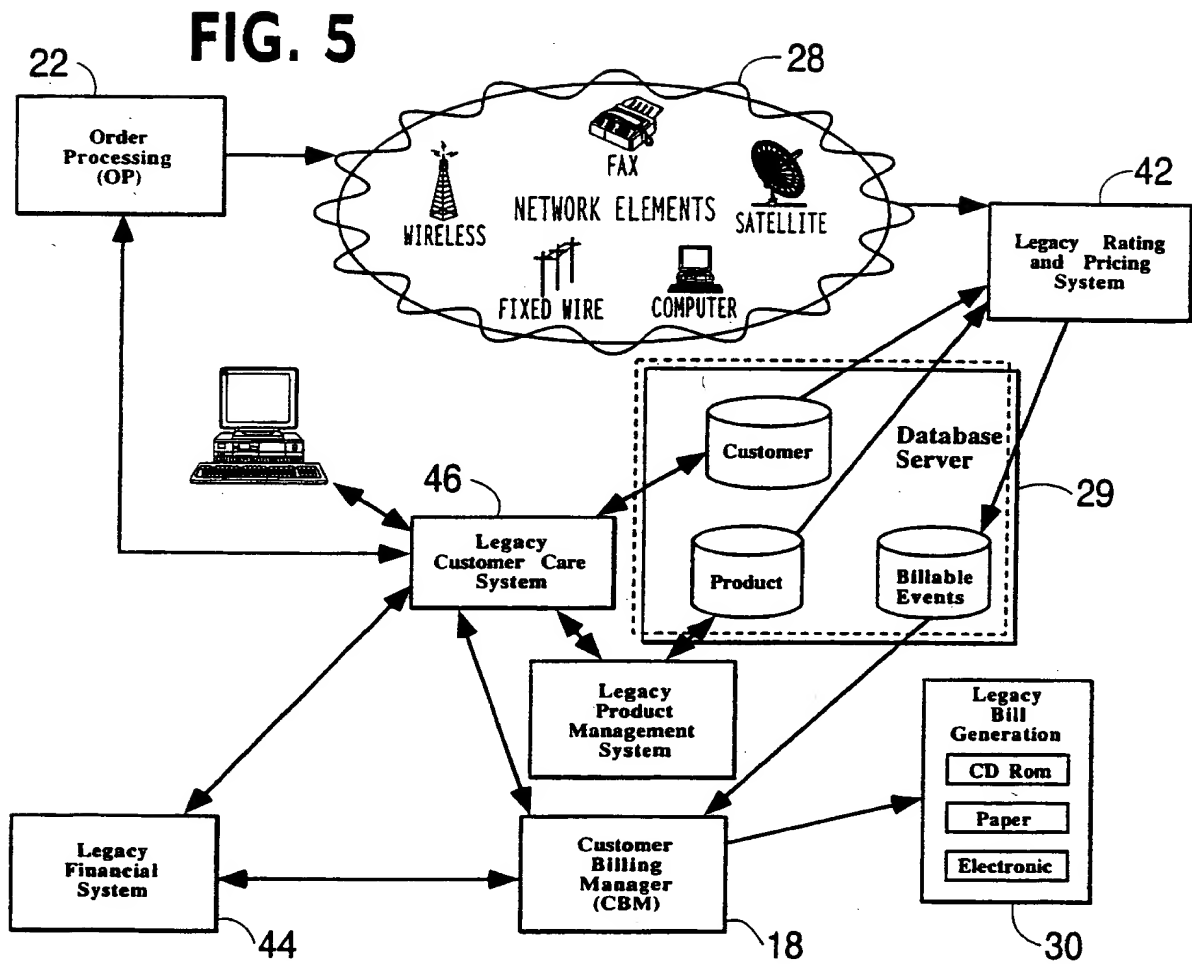 FIG. 5
22
Order
Processing
(OP)
28
FAX
WIRELESS
NETWORK ELEMENTS
SATELLITE
FIXED WIRE
COMPUTER
42
Legacy Rating
and Pricing
System
Customer
Database
Server
29
Product
Billable
Events
46
Legacy
Customer Care
System
Legacy
Product
Management
System
Legacy
Bill
Generation
CD Rom
Paper
Electronic
30
Legacy
Financial
System
44
Customer
Billing
Manager
(CBM)
18